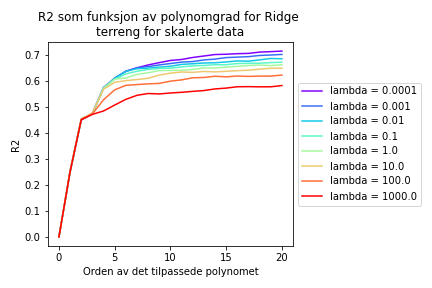 R2 som funksjon av polynomgrad for Ridge
terreng for skalerte data
R2
0.7
0.6
0.5
0.4
0.3
0.2
0.1
0.0
0
5
10
15
20
Orden av det tilpassede polynomet
lambda = 0.0001
lambda = 0.001
lambda = 0.01
lambda = 0.1
lambda = 1.0
lambda = 10.0
lambda = 100.0
lambda = 1000.0